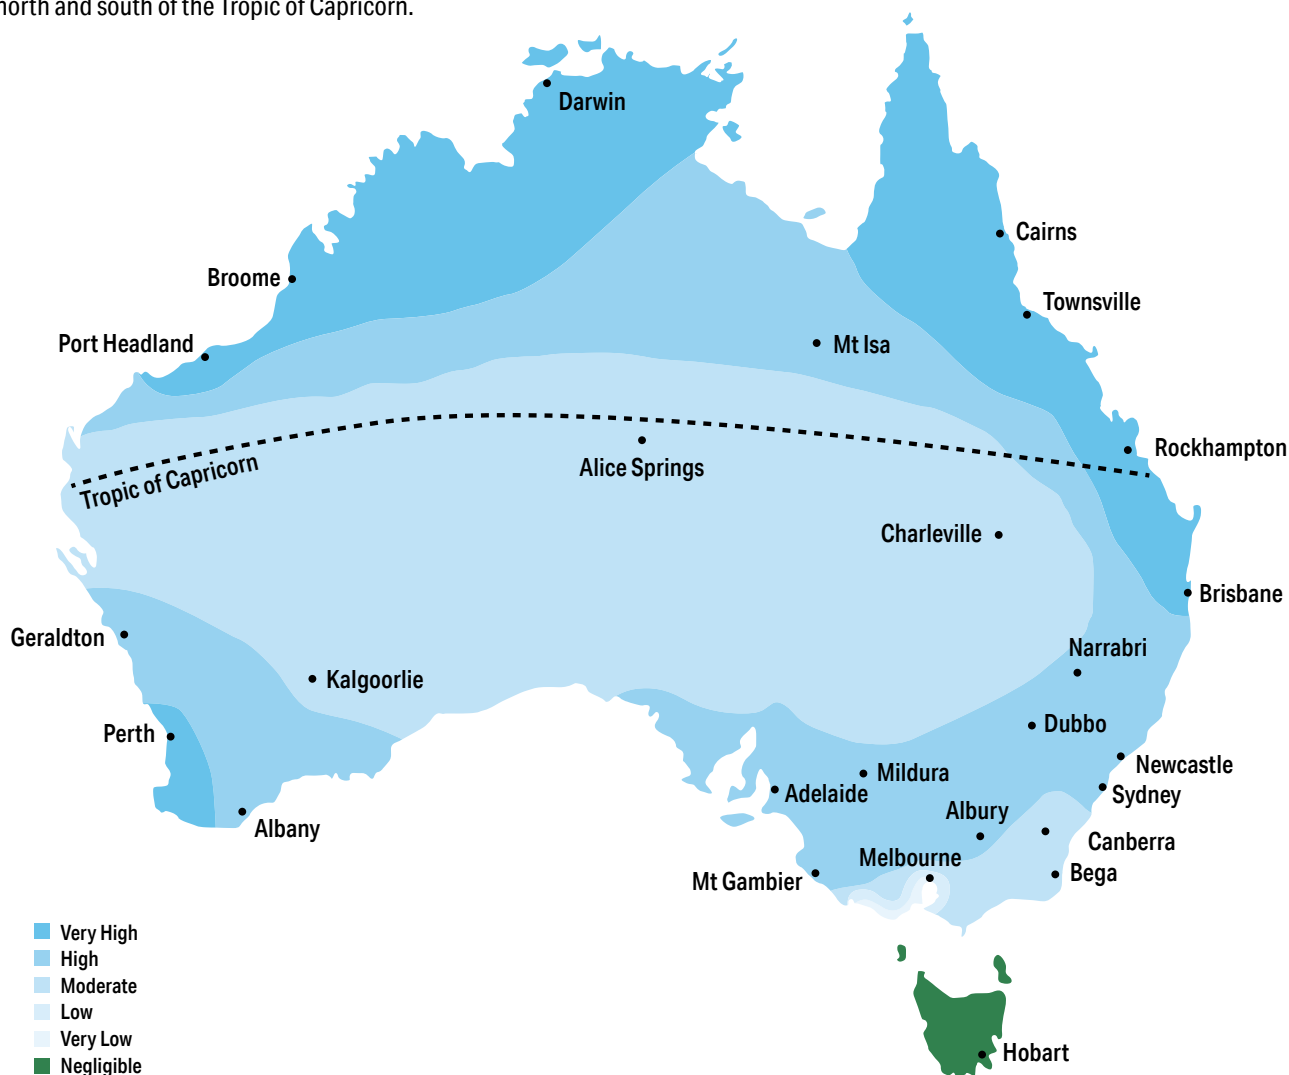 north and south of the Tropic of Capricorn.
Darwin
Cairns
Broome
Townsville
Port Headland
Mt Isa
Rockhampton
Tropic of Capricorn
Alice Springs
Charleville
Brisbane
Geraldton
Narrabri
Kalgoorlie
Perth
Dubbo
Newcastle
Mildura
Adelaide
Sydney
Albury
Albany
Canberra
Melbourne
Mt Gambier
Bega
Very High
High
Moderate
Low
Very Low
Hobart
Negligible